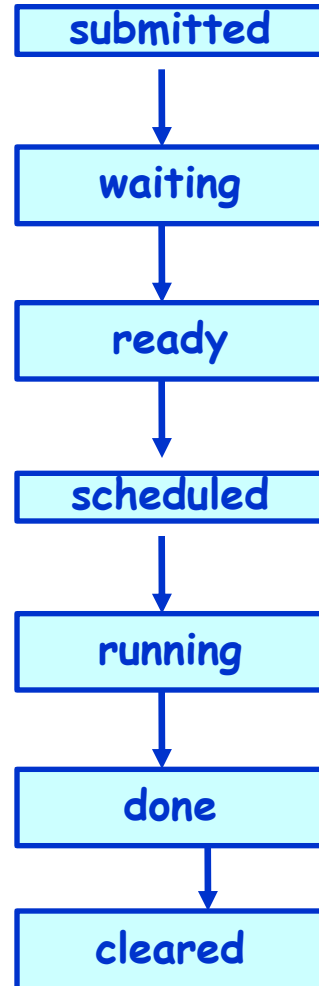 submitted
waiting
ready
scheduled
running
done
cleared